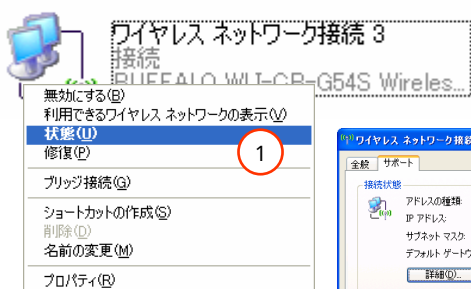 ワイヤレス ネットワーク接続 3
接続
BUFFALO WLI-CB-G54S Wireles...
無効にする(B)
利用できるワイヤレス ネットワークの表示(V)
状態(U)
修復(P)
1
ブリッジ接続(G)
ショートカットの作成(S)
削除(D)
名前の変更(M)
プロパティ(R)
ワイヤレス ネットワーク接続
全般
サポート
接続状態
アドレスの種類:
IP アドレス:
サブネット マスク:
デフォルト ゲートウ
詳細(D)...